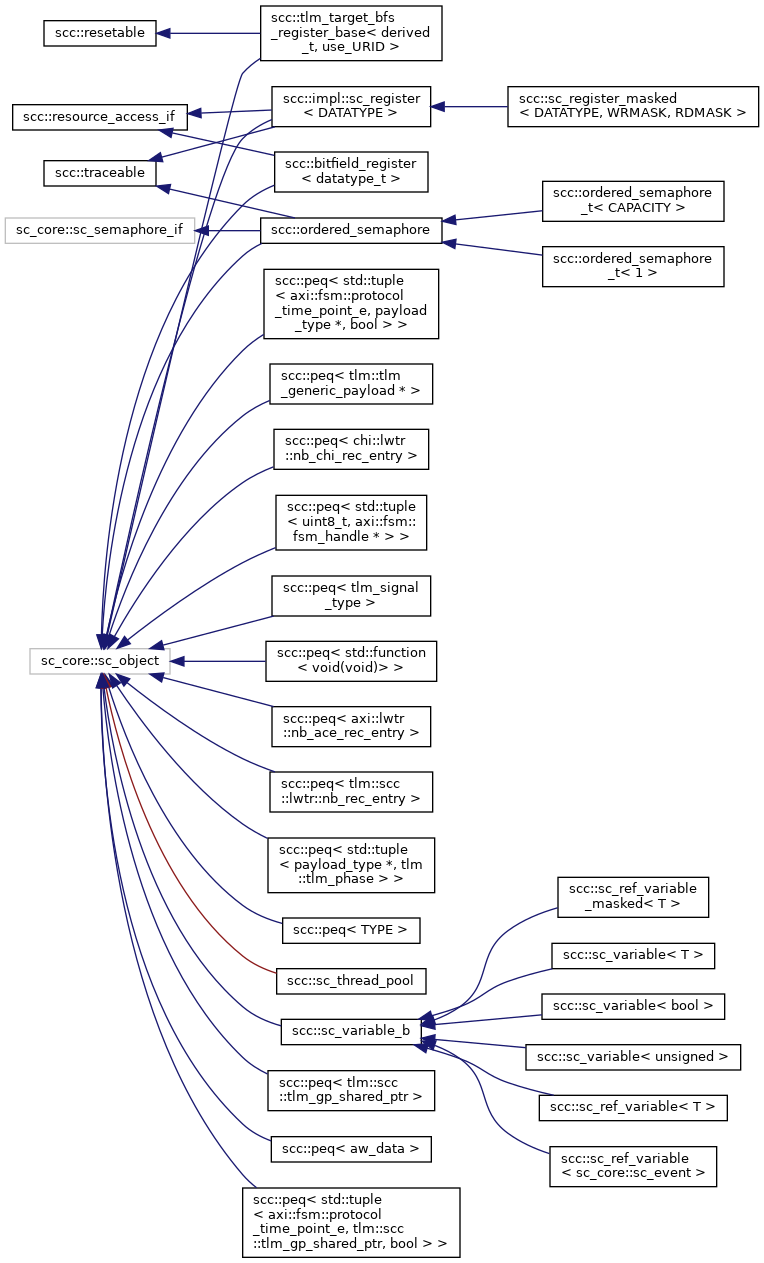 scc::resetable
scc::tlm_target_bfs
_register_base< derived
_t, use_URID >
scc::resource_access_if
scc::impl::sc_register
< DATATYPE >
scc::sc_register_masked
< DATATYPE, WRMASK, RDMASK >
scc::traceable
scc::bitfield_register
< datatype_t >
sc_core::sc_semaphore_if
scc::ordered_semaphore
scc::ordered_semaphore
_t< CAPACITY >
scc::ordered_semaphore
_t< 1 >
scc::peq< std::tuple
< axi::fsm::protocol
_time_point_e, payload
_type *, bool > >
scc::peq< tlm::tlm
_generic_payload * >
scc::peq< chi::lwtr
::nb_chi_rec_entry >
scc::peq< std::tuple
< uint8_t, axi::fsm::
fsm_handle * > >
scc::peq< tlm_signal
_type >
sc_core::sc_object
scc::peq< std::function
< void(void)> >
scc::peq< axi::lwtr
::nb_ace_rec_entry >
scc::peq< tlm::scc
::lwtr::nb_rec_entry >
scc::peq< std::tuple
< payload_type *, tlm
::tlm_phase > >
scc::peq< TYPE >
scc::sc_thread_pool
scc::sc_variable_b
scc::sc_ref_variable
_masked< T >
scc::sc_variable< T >
scc::sc_variable< bool >
scc::sc_variable< unsigned >
scc::sc_ref_variable< T >
scc::sc_ref_variable
< sc_core::sc_event >
scc::peq< tlm::scc
::tlm_gp_shared_ptr >
scc::peq< aw_data >
scc::peq< std::tuple
< axi::fsm::protocol
_time_point_e, tlm::scc
::tlm_gp_shared_ptr, bool > >